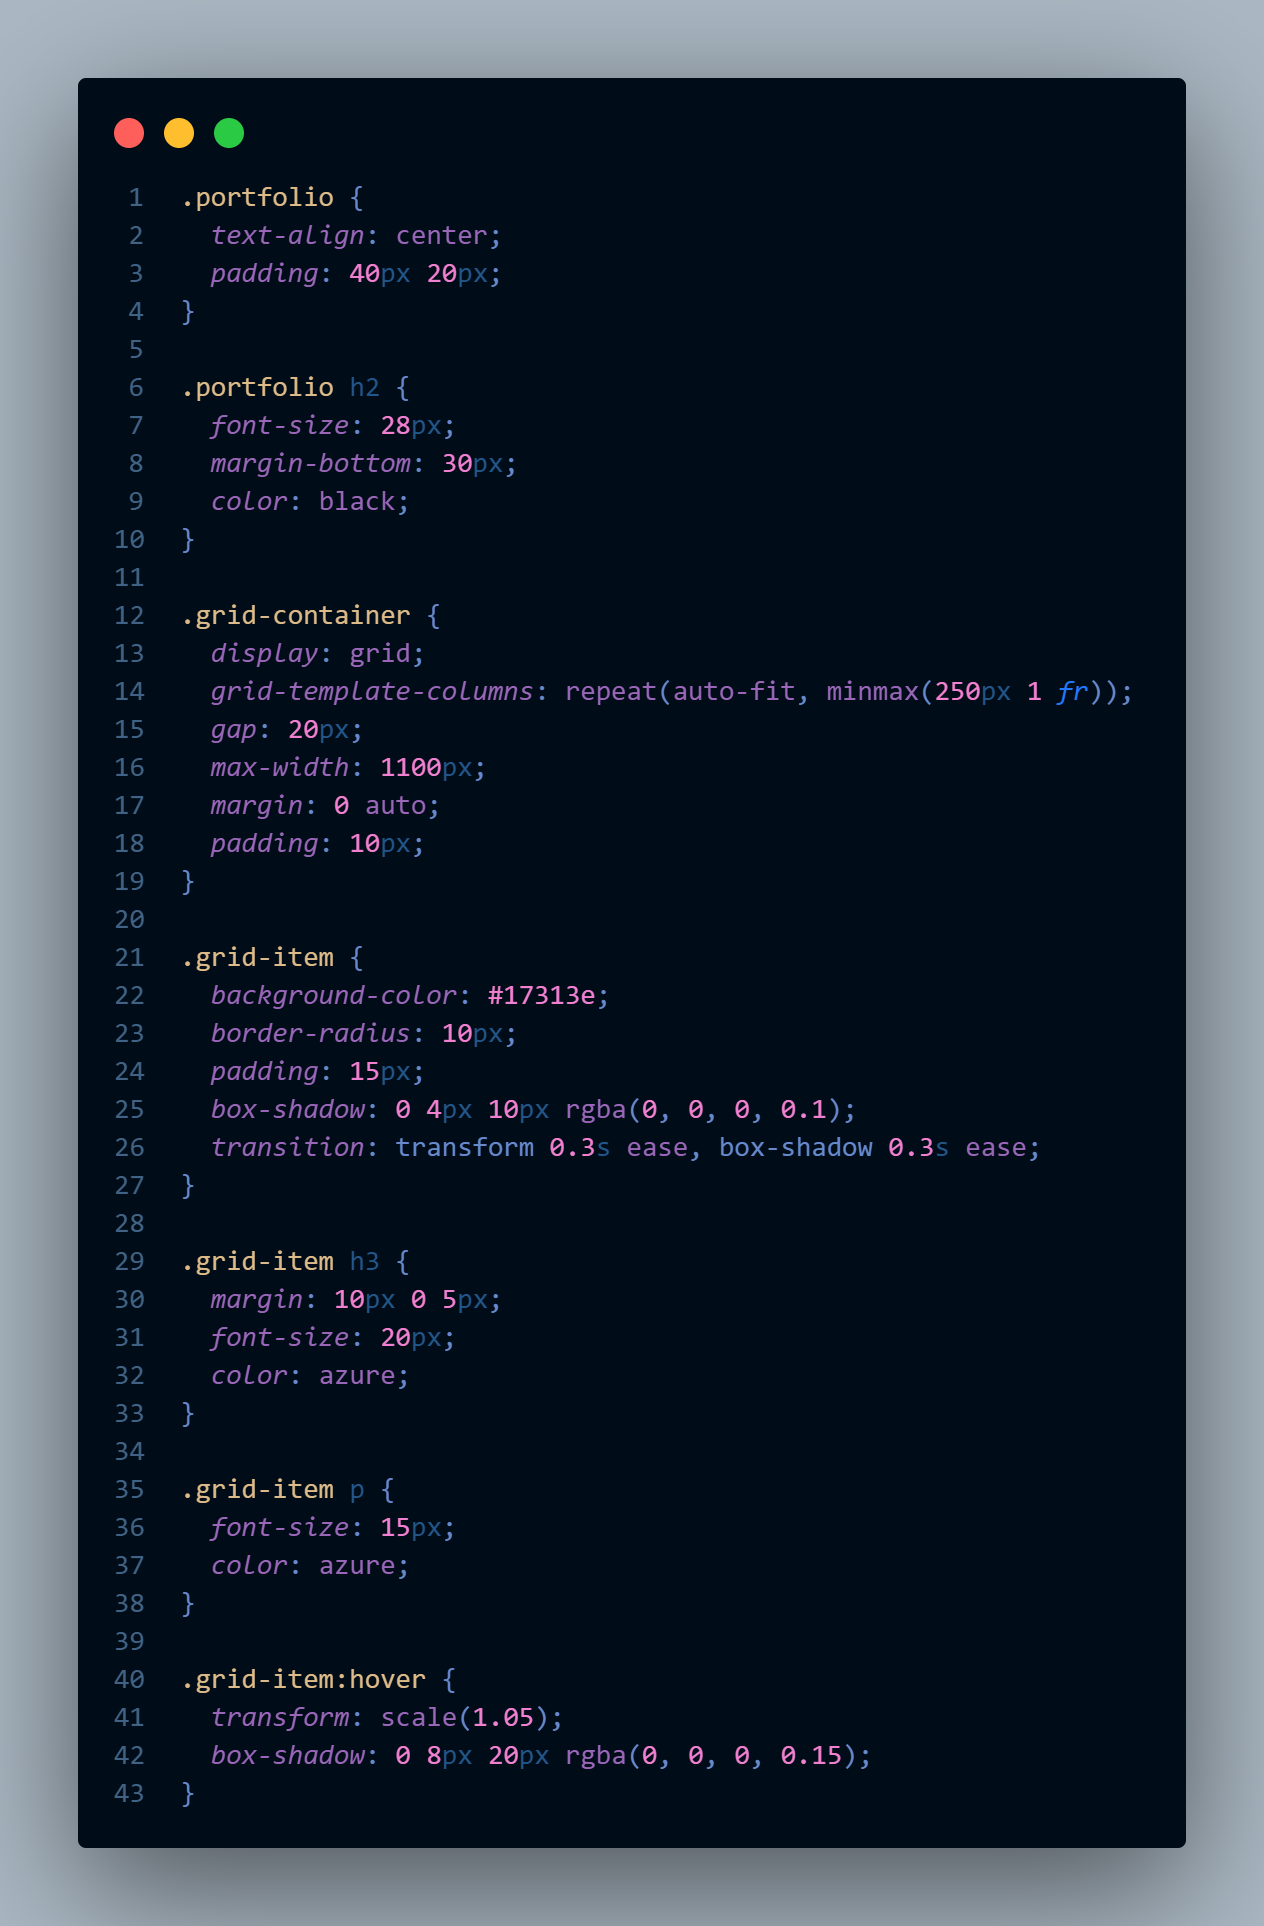 1 .portfolio {
2   text-align: center;
3   padding: 40px 20px;
4 }
5
6 .portfolio h2 {
7   font-size: 28px;
8   margin-bottom: 30px;
9   color: black;
10 }
11
12 .grid-container {
13   display: grid;
14   grid-template-columns: repeat(auto-fit, minmax(250px 1 fr));
15   gap: 20px;
16   max-width: 1100px;
17   margin: 0 auto;
18   padding: 10px;
19 }
20
21 .grid-item {
22   background-color: #17313e;
23   border-radius: 10px;
24   padding: 15px;
25   box-shadow: 0 4px 10px rgba(0, 0, 0, 0.1);
26   transition: transform 0.3s ease, box-shadow 0.3s ease;
27 }
28
29 .grid-item h3 {
30   margin: 10px 0 5px;
31   font-size: 20px;
32   color: azure;
33 }
34
35 .grid-item p {
36   font-size: 15px;
37   color: azure;
38 }
39
40 .grid-item:hover {
41   transform: scale(1.05);
42   box-shadow: 0 8px 20px rgba(0, 0, 0, 0.15);
43 }